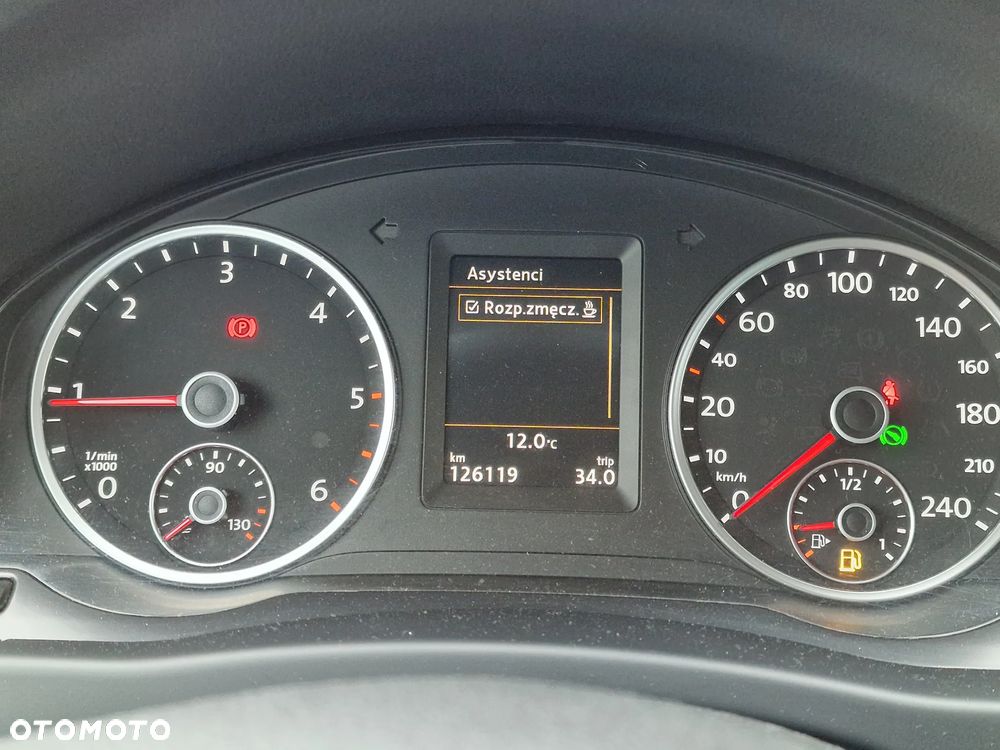 Asystenci
Rozp.zmęcz.
12.0°C
km
trip
126119
34.0
0
1
2
3
4
5
6
1/min
x1000
90
130
P
0
10
20
40
60
80
100
120
140
160
180
210
240
km/h
1/2
1
OTOMOTO